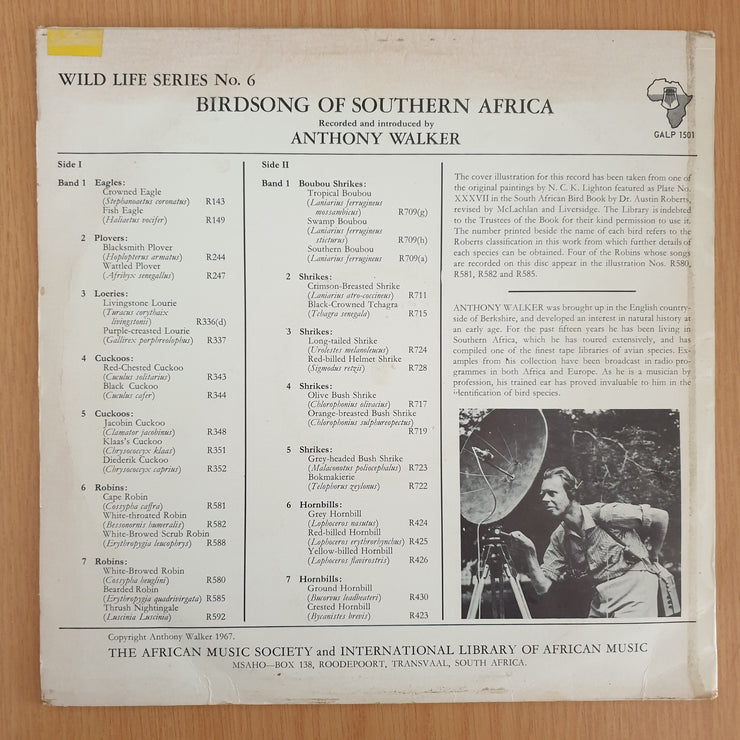 WILD LIFE SERIES No. 6
BIRDSONG OF SOUTHERN AFRICA
Recorded and introduced by
ANTHONY WALKER
GALP 1501
Side I
Band 1 Eagles:
Crowned Eagle
(Stephanoaetus coronatus) R143
Fish Eagle
(Haliaetus vocifer) R149
2 Plovers:
Blacksmith Plover
(Hoplopterus armatus) R244
Wattled Plover
(Afribyx senegallus) R247
3 Loeries:
Livingstone Lourie
(Turacus corythaix
livingstonii) R336(d)
Purple-creasted Lourie
(Gallirex porphreolophus) R337
4 Cuckoos:
Red-Chested Cuckoo
(Cuculus solitarius) R343
Black Cuckoo
(Cuculus cafer) R344
5 Cuckoos:
Jacobin Cuckoo
(Clamator jacobinus) R348
Klaas's Cuckoo
(Chrysococcyx klaas) R351
Diederik Cuckoo
(Chrysococcyx caprius) R352
6 Robins:
Cape Robin
(Cossypha caffra) R581
White-throated Robin
(Bessonornis humeralis) R582
White-Browed Scrub Robin
(Erythropygia leucophrys) R588
7 Robins:
White-Browed Robin
(Cossypha heuglini) R580
Bearded Robin
(Erythropygia quadrivirgata) R585
Thrush Nightingale
(Luscinia Luscinia) R592
Side II
Band 1 Boubou Shrikes:
Tropical Boubou
(Laniarius ferrugineus
mossambicus) R709(g)
Swamp Boubou
(Laniarius ferrugineus
sticturus) R709(h)
Southern Boubou
(Laniarius ferrugineus R709(a)
2 Shrikes:
Crimson-Breasted Shrike
(Laniarius atro-coccineus) R711
Black-Crowned Tchagra
(Tchagra senegala) R715
3 Shrikes:
Long-tailed Shrike
(Urolestes melanoleucus) R724
Red-billed Helmet Shrike
(Sigmodus retzii) R728
4 Shrikes:
Olive Bush Shrike
(Chlorophonius olivacius) R717
Orange-breasted Bush Shrike
(Chlorophonius sulphureopectus)
R719
5 Shrikes:
Grey-headed Bush Shrike
(Malaconotus poliocephalus) R723
Bokmakierie
(Telophorus zeylonus) R722
6 Hornbills:
Grey Hornbill
(Lophoceros nasutus) R424
Red-billed Hornbill
(Lophoceros erythrorhynchus) R425
Yellow-billed Hornbill
(Lophoceros flavirostris) R426
7 Hornbills:
Ground Hornbill
(Bucorvus leadbeateri) R430
Crested Hornbill
(Bycanistes brevis) R423
The cover illustration for this record has been taken from one of
the original paintings by N. C. K. Lighton featured as Plate No.
XXXVII in the South African Bird Book by Dr. Austin Roberts,
revised by McLachlan and Liversidge. The Library is indebted
to the Trustees of the Book for their kind permission to use it.
The number printed beside the name of each bird refers to the
Roberts classification in this work from which further details of
each species can be obtained. Four of the Robins whose songs
are recorded on this disc appear in the illustration Nos. R580,
R581, R582 and R585.
ANTHONY WALKER was brought up in the English country-
side of Berkshire, and developed an interest in natural history at
an early age. For the past fifteen years he has been living in
Southern Africa, which he has toured extensively, and has
compiled one of the finest tape libraries of avian species. Ex-
amples from his collection have been broadcast in radio pro-
grammes in both Africa and Europe. As he is a musician by
profession, his trained ear has proved invaluable to him in the
identification of bird species.
Copyright Anthony Walker 1967.
THE AFRICAN MUSIC SOCIETY and INTERNATIONAL LIBRARY OF AFRICAN MUSIC
MSAHO—BOX 138, ROODEPOORT, TRANSVAAL, SOUTH AFRICA.